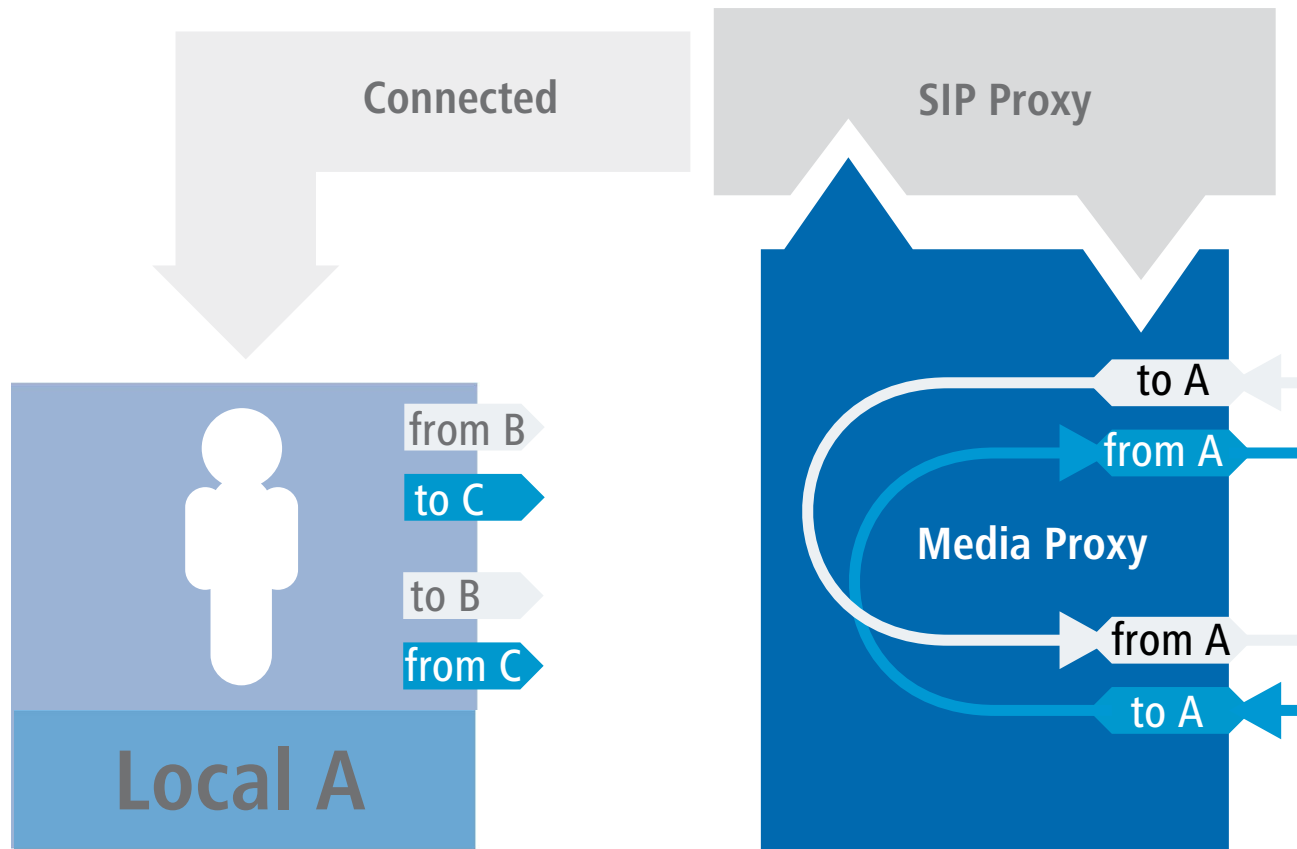 Connected
SIP Proxy
from B
to C
to B
from C
Local A
to A
from A
Media Proxy
from A
to A